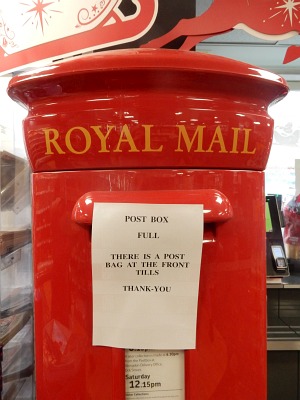 ROYAL MAIL
POST BOX
FULL
THERE IS A POST
BAG AT THE FRONT
TILLS
THANK-YOU
Saturday
12:15pm